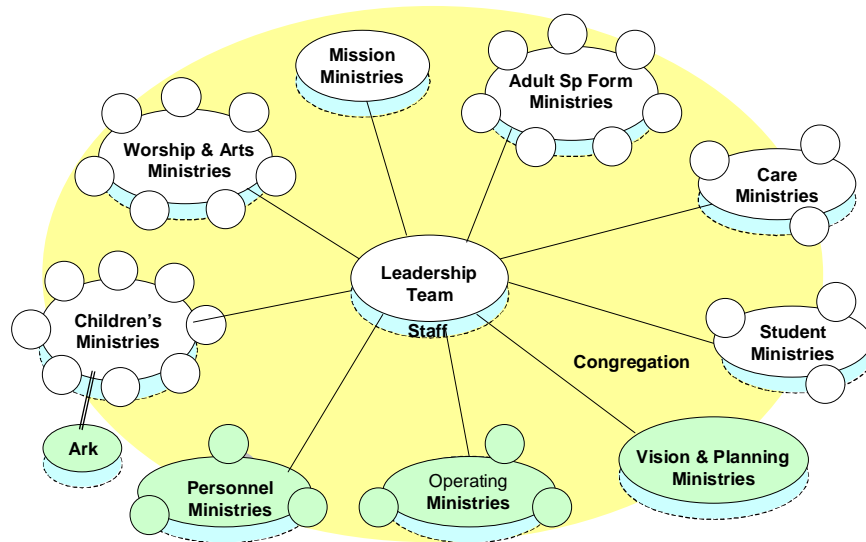 Mission
Ministries
Adult Sp Form
Ministries
Worship & Arts
Ministries
Care
Ministries
Leadership
Team
Staff
Children's
Ministries
Student
Ministries
Congregation
Ark
Personnel
Ministries
Operating
Ministries
Vision & Planning
Ministries